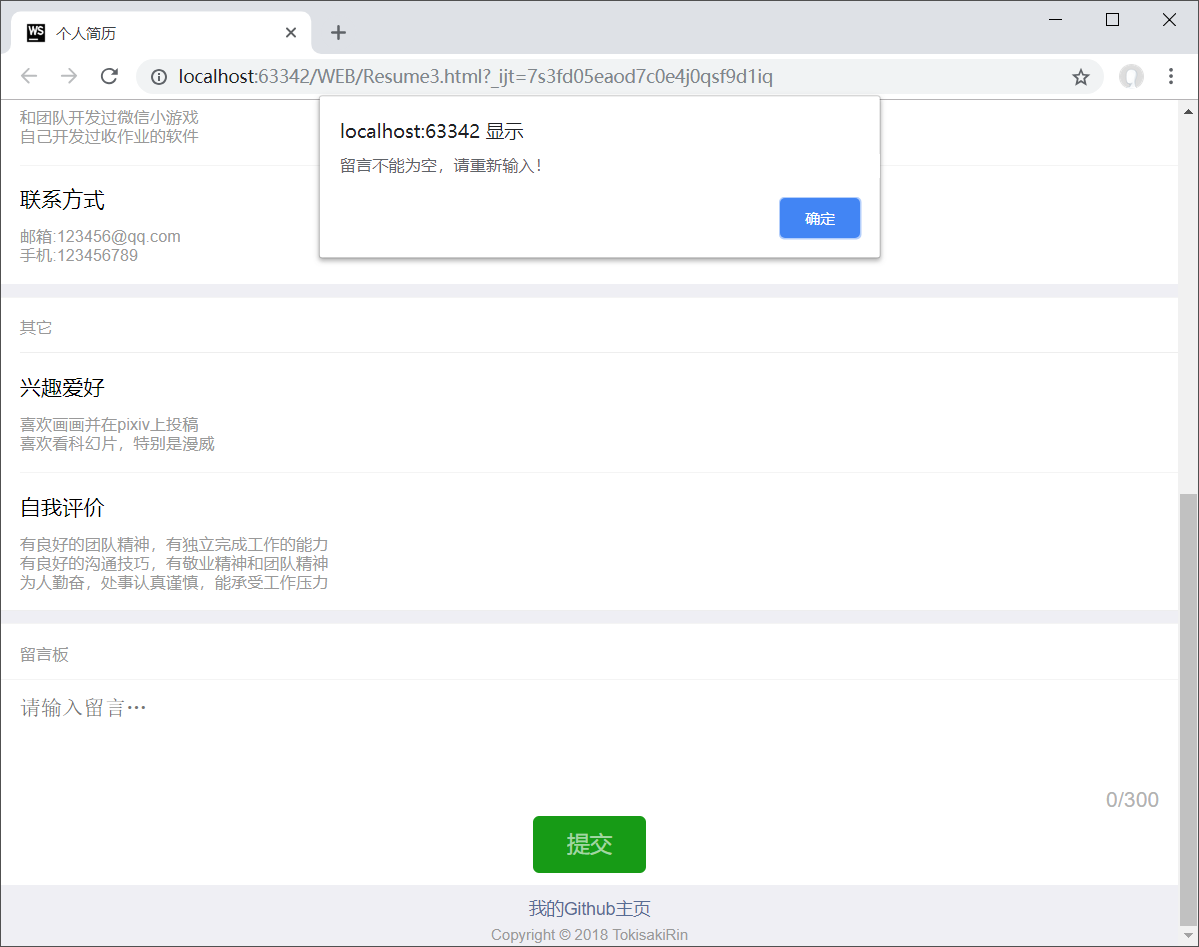 WS 个人简历
localhost:63342/WEB/Resume3.html?_ijt=7s3fd05eaod7c0e4j0qsf9d1iq
localhost:63342 显示
留言不能为空，请重新输入！
确定
和团队开发过微信小游戏
自己开发过收作业的软件
联系方式
邮箱:123456@qq.com
手机:123456789
其它
兴趣爱好
喜欢画画并在pixiv上投稿
喜欢看科幻片，特别是漫威
自我评价
有良好的团队精神，有独立完成工作的能力
有良好的沟通技巧，有敬业精神和团队精神
为人勤奋，处事认真谨慎，能承受工作压力
留言板
请输入留言…
0/300
提交
我的Github主页
Copyright © 2018 TokisakiRin